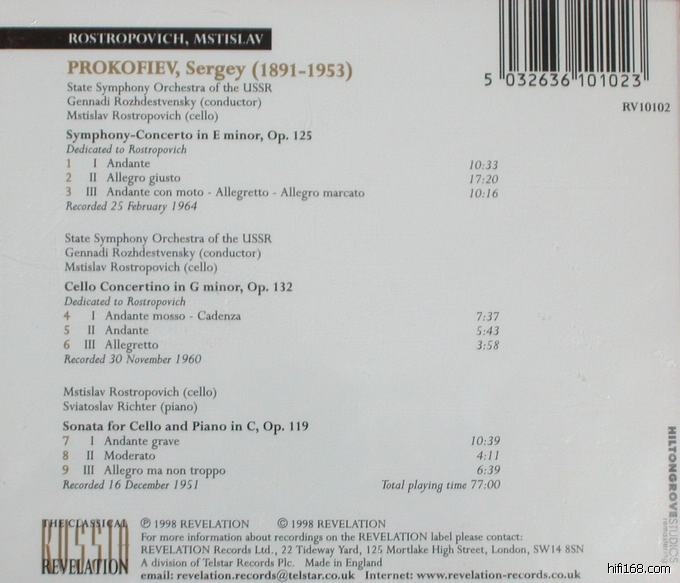 ROSTROPOVICH, MSTISLAV
PROKOFIEV, Sergey (1891-1953)
5 032636 101023
RV10102
State Symphony Orchestra of the USSR
Gennadi Rozhdestvensky (conductor)
Mstislav Rostropovich (cello)
Symphony-Concerto in E minor, Op. 125
Dedicated to Rostropovich
1 I Andante 10:33
2 II Allegro giusto 17:20
3 III Andante con moto - Allegretto - Allegro marcato 10:16
Recorded 25 February 1964
State Symphony Orchestra of the USSR
Gennadi Rozhdestvensky (conductor)
Mstislav Rostropovich (cello)
Cello Concertino in G minor, Op. 132
Dedicated to Rostropovich
4 I Andante mosso - Cadenza 7:37
5 II Andante 5:43
6 III Allegretto 3:58
Recorded 30 November 1960
Mstislav Rostropovich (cello)
Sviatoslav Richter (piano)
Sonata for Cello and Piano in C, Op. 119
7 I Andante grave 10:39
8 II Moderato 4:11
9 III Allegro ma non troppo 6:39
Recorded 16 December 1951 Total playing time 77:00
HILTONGROVESTUDIOS
remastering
THE CLASSICAL
RUSSIA
REVELATION
℗ 1998 REVELATION © 1998 REVELATION
For more information about recordings on the REVELATION label please contact:
REVELATION Records Ltd., 22 Tideway Yard, 125 Mortlake High Street, London, SW14 8SN
A division of Telstar Records Plc. Made in England
email: revelation.records@telstar.co.uk Internet: www.revelation-records.co.uk
hifi168.com